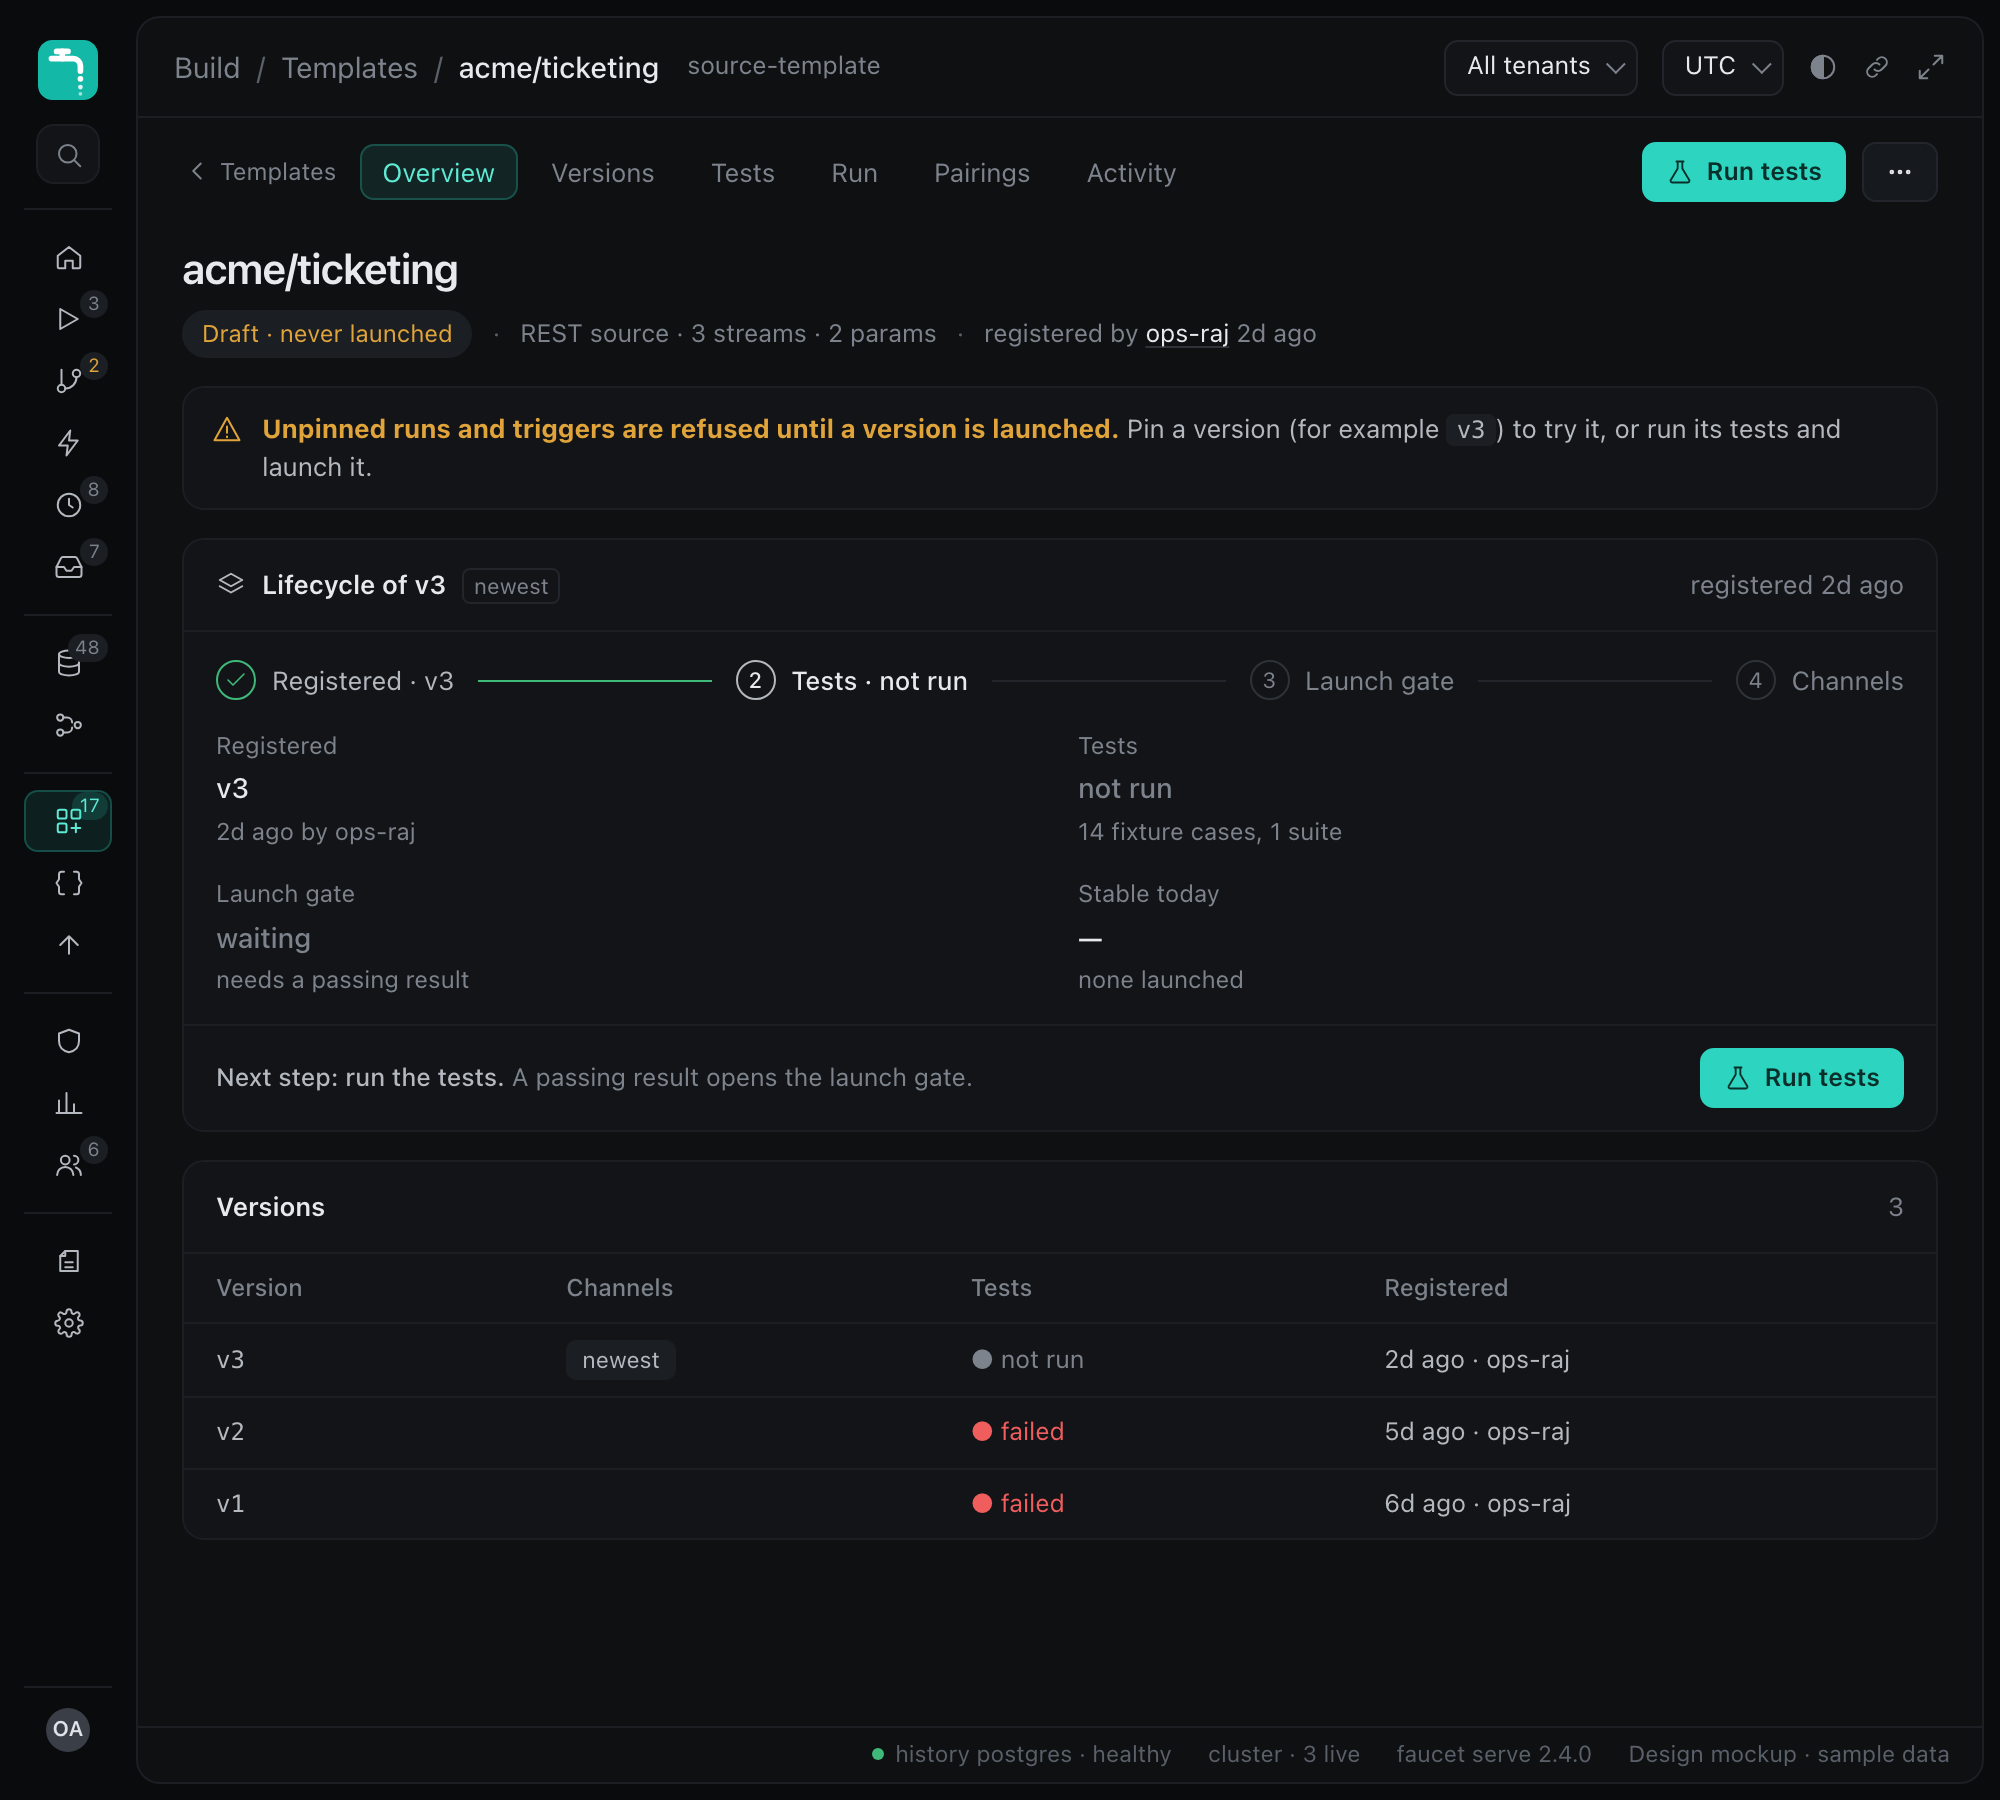 Build / Templates / acme/ticketing source-template
All tenants UTC
Templates Overview Versions Tests Run Pairings Activity
Run tests
acme/ticketing
Draft · never launched · REST source · 3 streams · 2 params · registered by ops-raj 2d ago
Unpinned runs and triggers are refused until a version is launched. Pin a version (for example v3) to try it, or run its tests and
launch it.
Lifecycle of v3 newest registered 2d ago
Registered · v3 2 Tests · not run 3 Launch gate 4 Channels
Registered
v3
2d ago by ops-raj
Tests
not run
14 fixture cases, 1 suite
Launch gate
waiting
needs a passing result
Stable today
—
none launched
Next step: run the tests. A passing result opens the launch gate. Run tests
Versions 3
Version Channels Tests Registered
v3 newest not run 2d ago · ops-raj
v2 failed 5d ago · ops-raj
v1 failed 6d ago · ops-raj
3
2
8
7
48
17
6
OA
history postgres · healthy cluster · 3 live faucet serve 2.4.0 Design mockup · sample data